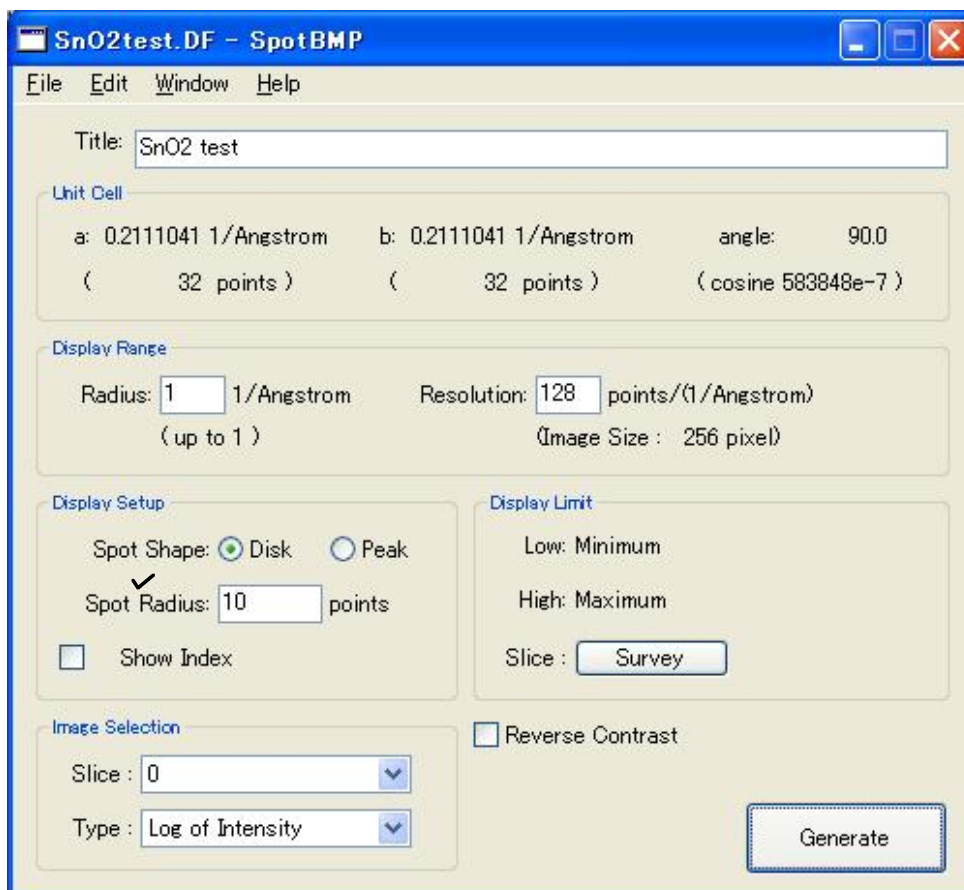 SnO2test.DF - SpotBMP
File Edit Window Help
Title: SnO2 test
Unit Cell
a: 0.2111041 1/Angstrom b: 0.2111041 1/Angstrom angle: 90.0
( 32 points ) ( 32 points ) ( cosine 583848e-7 )
Display Range
Radius: 1 1/Angstrom Resolution: 128 points/(1/Angstrom)
( up to 1 ) (Image Size : 256 pixel)
Display Setup Display Limit
Spot Shape: Disk Peak Low: Minimum
Spot Radius: 10 points High: Maximum
Show Index Slice : Survey
Image Selection Reverse Contrast
Slice : 0
Type : Log of Intensity
Generate